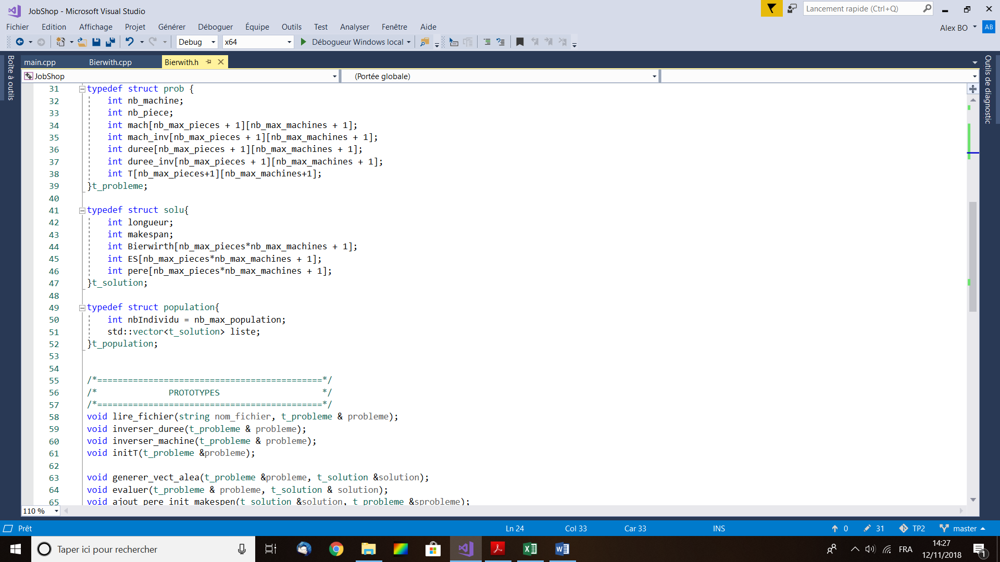 JobShop - Microsoft Visual Studio
Lancement rapide (Ctrl+Q)
Fichier Edition Affichage Projet Générer Déboguer Équipe Outils Test Analyser Fenêtre Aide
Alex BO AB
Debug x64 Débogueur Windows local
Boîte à outils
main.cpp Bierwith.cpp Bierwith.h
Outils de diagnostic
JobShop (Portée globale)
31 typedef struct prob {
32 int nb_machine;
33 int nb_piece;
34 int mach[nb_max_pieces + 1][nb_max_machines + 1];
35 int mach_inv[nb_max_pieces + 1][nb_max_machines + 1];
36 int duree[nb_max_pieces + 1][nb_max_machines + 1];
37 int duree_inv[nb_max_pieces + 1][nb_max_machines + 1];
38 int T[nb_max_pieces+1][nb_max_machines+1];
39 }t_probleme;
40
41 typedef struct solu{
42 int longueur;
43 int makespan;
44 int Bierwirth[nb_max_pieces*nb_max_machines + 1];
45 int ES[nb_max_pieces*nb_max_machines + 1];
46 int pere[nb_max_pieces*nb_max_machines + 1];
47 }t_solution;
48
49 typedef struct population{
50 int nbIndividu = nb_max_population;
51 std::vector<t_solution> liste;
52 }t_population;
53
54
55 /*============================================*/
56 /* PROTOTYPES */
57 /*============================================*/
58 void lire_fichier(string nom_fichier, t_probleme & probleme);
59 void inverser_duree(t_probleme & probleme);
60 void inverser_machine(t_probleme & probleme);
61 void initT(t_probleme &probleme);
62
63 void generer_vect_alea(t_probleme &probleme, t_solution &solution);
64 void evaluer(t_probleme & probleme, t_solution & solution);
65 void ajout_pere_init_makespen(t_solution &solution, t_probleme &sprobleme);
110 %
Prêt Ln 24 Col 33 Car 33 INS 0 31 TP2 master
Taper ici pour rechercher
FRA
14:27
12/11/2018
1